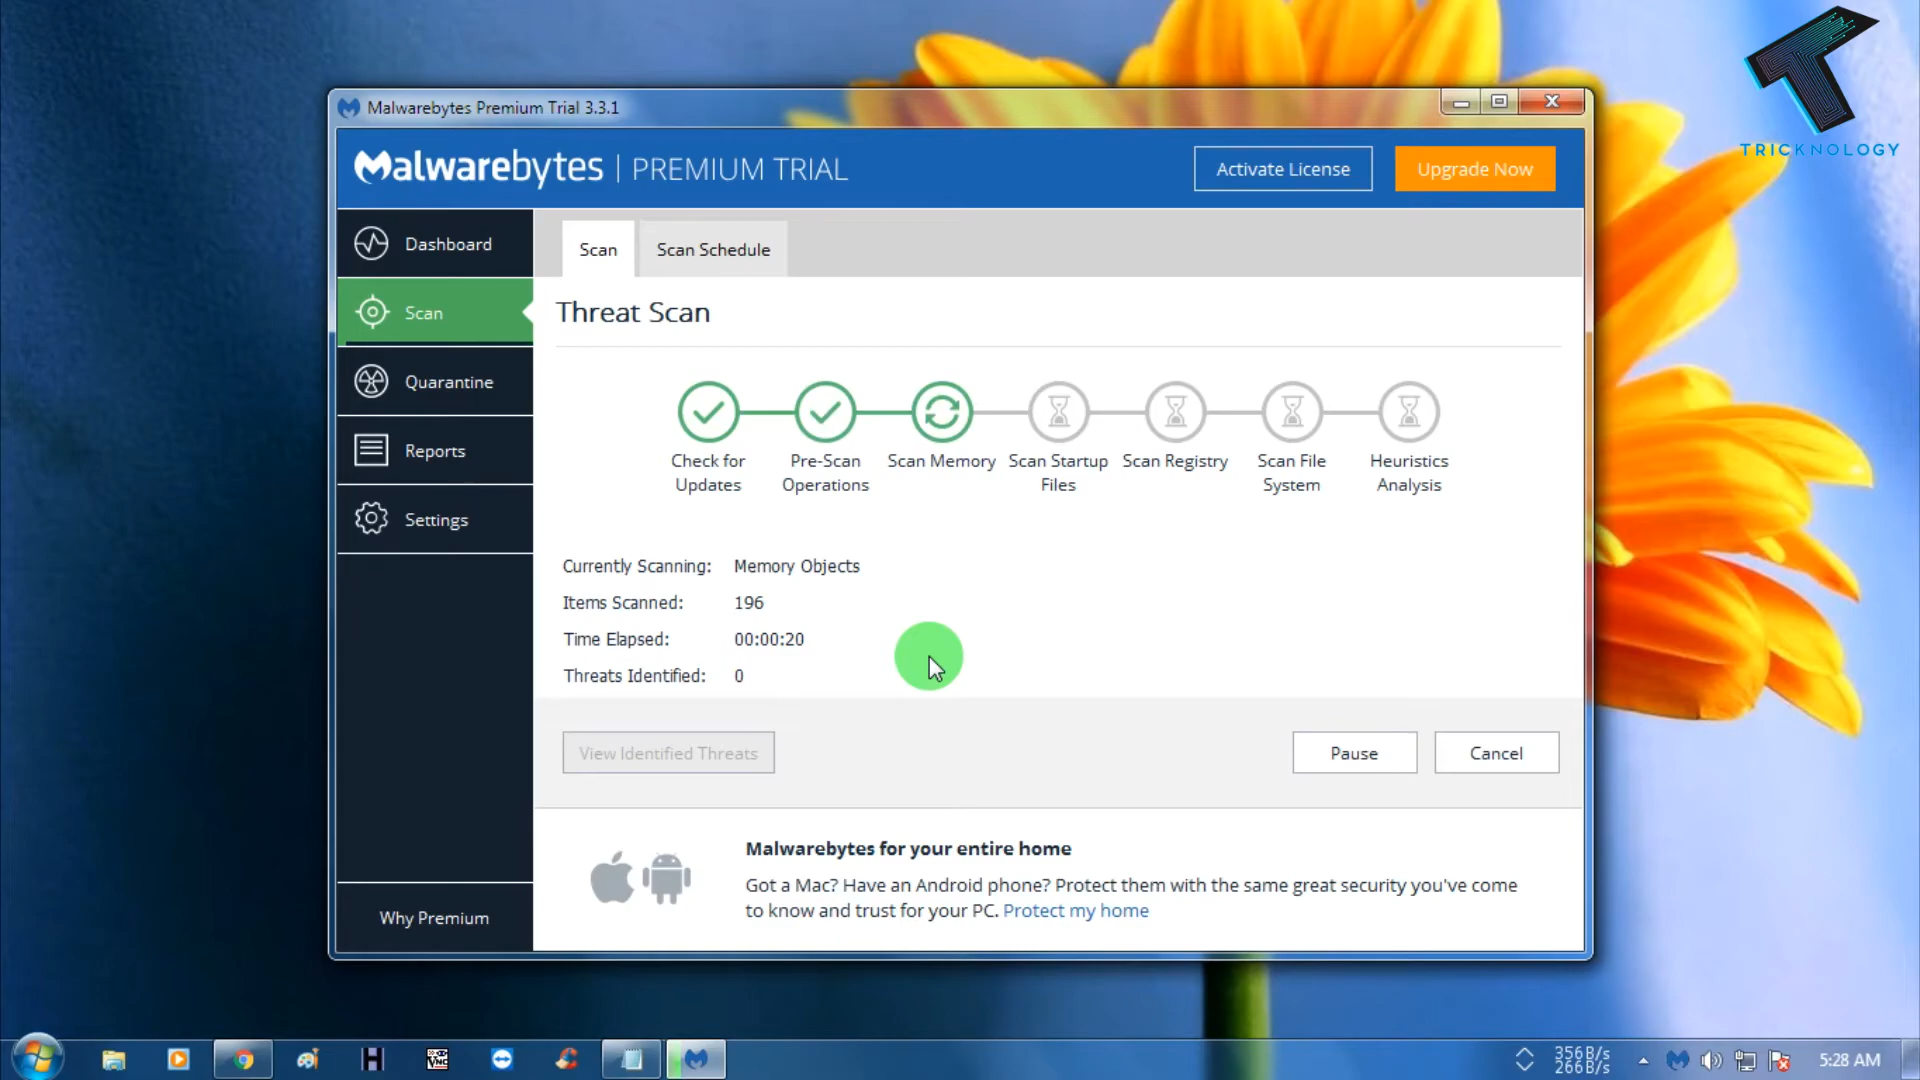 TRICKNOLOGY
Malwarebytes Premium Trial 3.3.1
Malwarebytes | PREMIUM TRIAL
Activate License
Upgrade Now
Dashboard
Scan
Quarantine
Reports
Settings
Why Premium
Scan
Scan Schedule
Threat Scan
Check for
Updates
Pre-Scan
Operations
Scan Memory
Scan Startup
Files
Scan Registry
Scan File
System
Heuristics
Analysis
Currently Scanning: Memory Objects
Items Scanned: 196
Time Elapsed: 00:00:20
Threats Identified: 0
View Identified Threats
Pause
Cancel
Malwarebytes for your entire home
Got a Mac? Have an Android phone? Protect them with the same great security you've come
to know and trust for your PC. Protect my home
H
VNC
356B/s
266B/s
5:28 AM